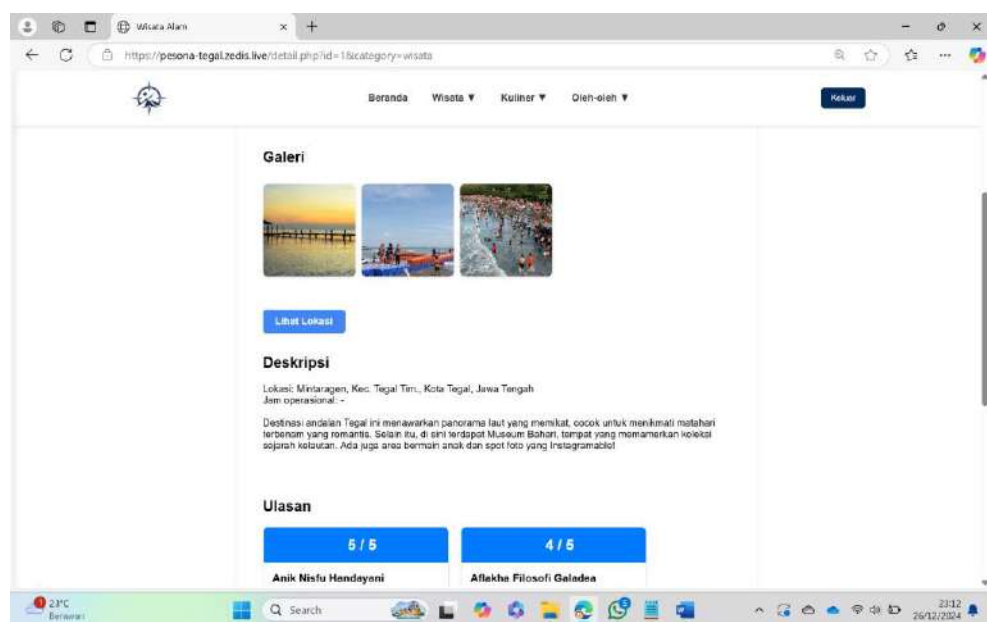 Wisata Alam
https://pesona-tegal.zedis.live/detail.php?id=1&category=wisata
Beranda Wisata ▼ Kuliner ▼ Oleh-oleh ▼ Keluar
Galeri
Lihat Lokasi
Deskripsi
Lokasi: Mintaragen, Kec. Tegal Tim., Kota Tegal, Jawa Tengah
Jam operasional: -
Destinasi andalan Tegal ini menawarkan panorama laut yang memikat, cocok untuk menikmati matahari
terbenam yang romantis. Selain itu, di sini terdapat Museum Bahari, tempat yang memamerkan koleksi
sejarah kelautan. Ada juga area bermain anak dan spot foto yang Instagramable!
Ulasan
5 / 5
4 / 5
Anik Nisfu Handayani
Aflakha Filosofi Galadea
23°C
Berawan
Search
23:12
26/12/2024